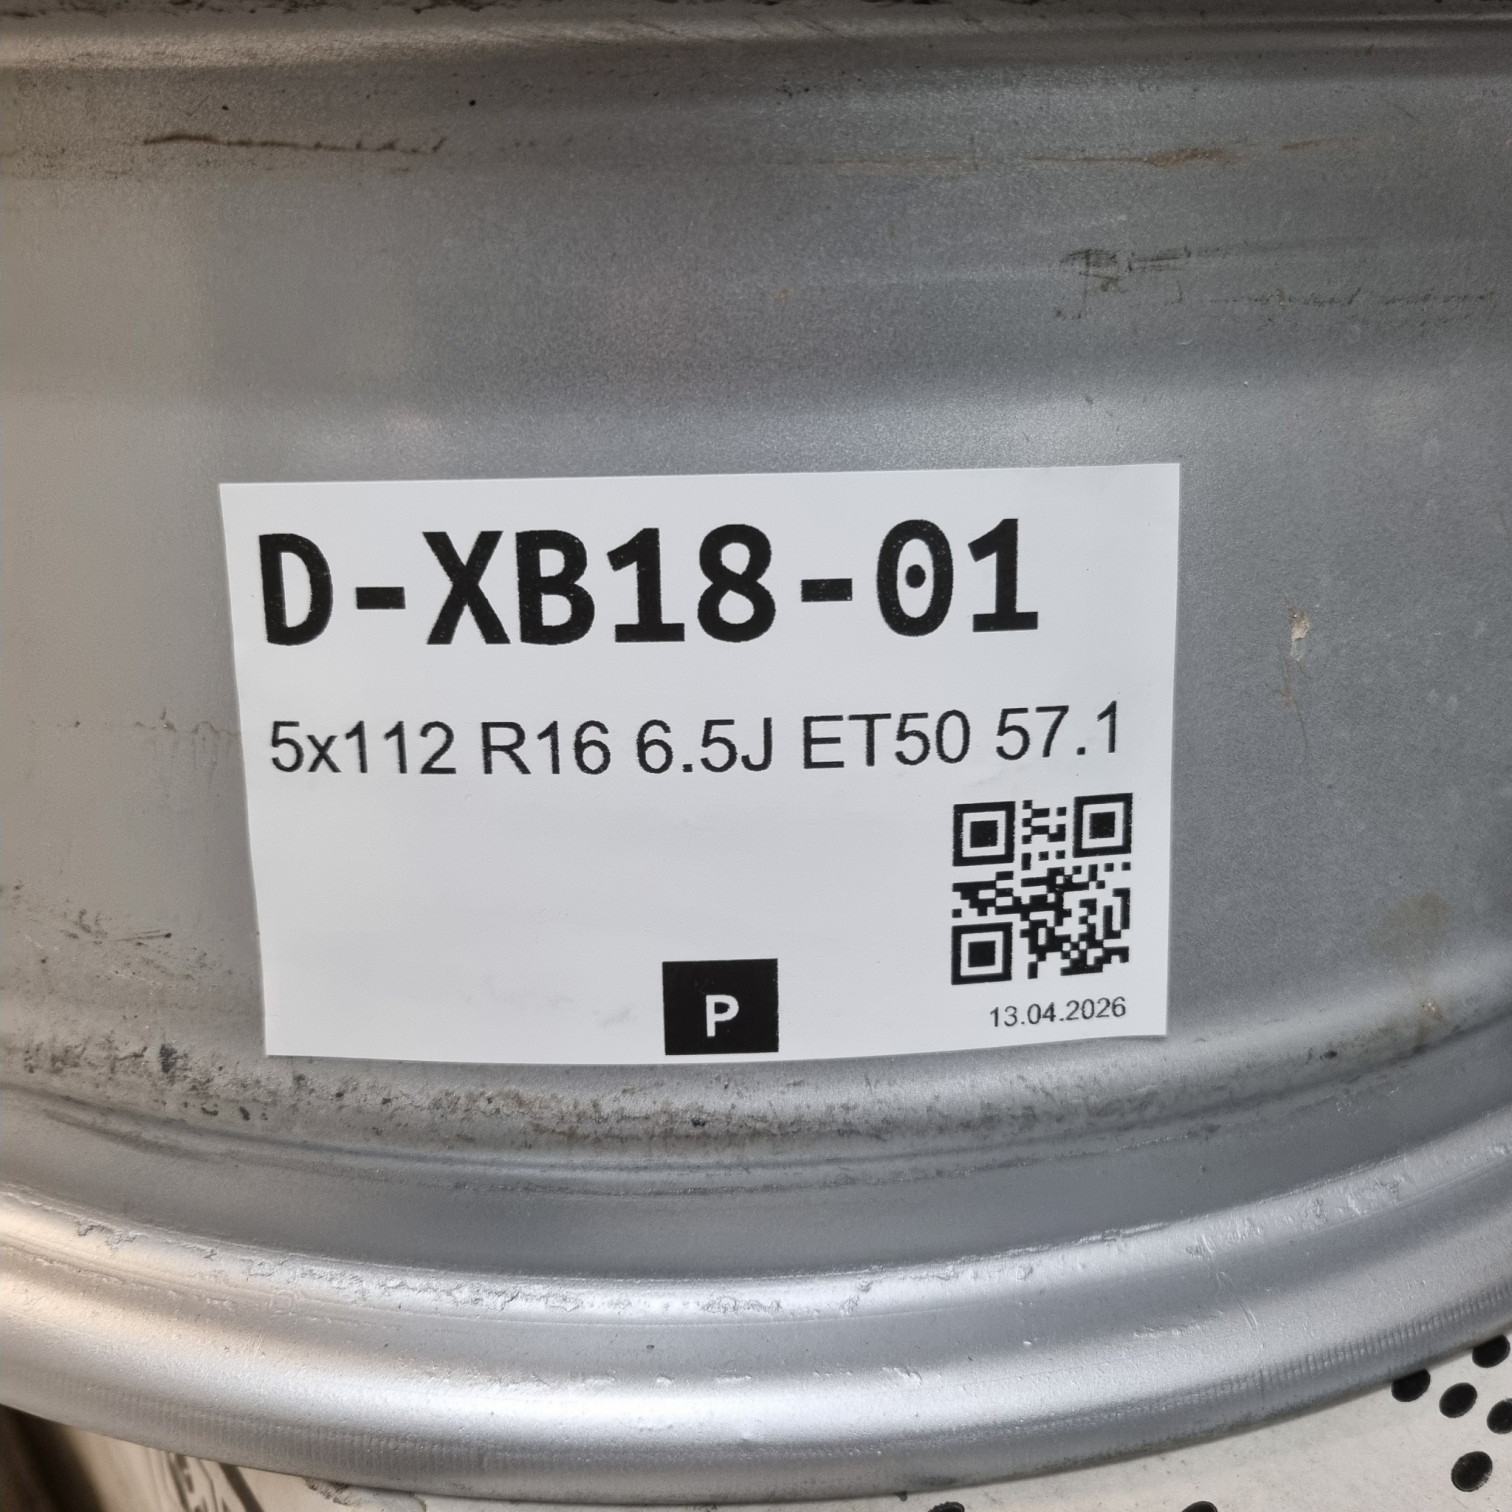 D-XB18-01
5x112 R16 6.5J ET50 57.1
P
13.04.2026